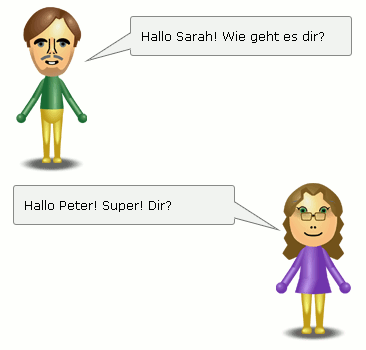 Hallo Sarah! Wie geht es dir?
Hallo Peter! Super! Dir?